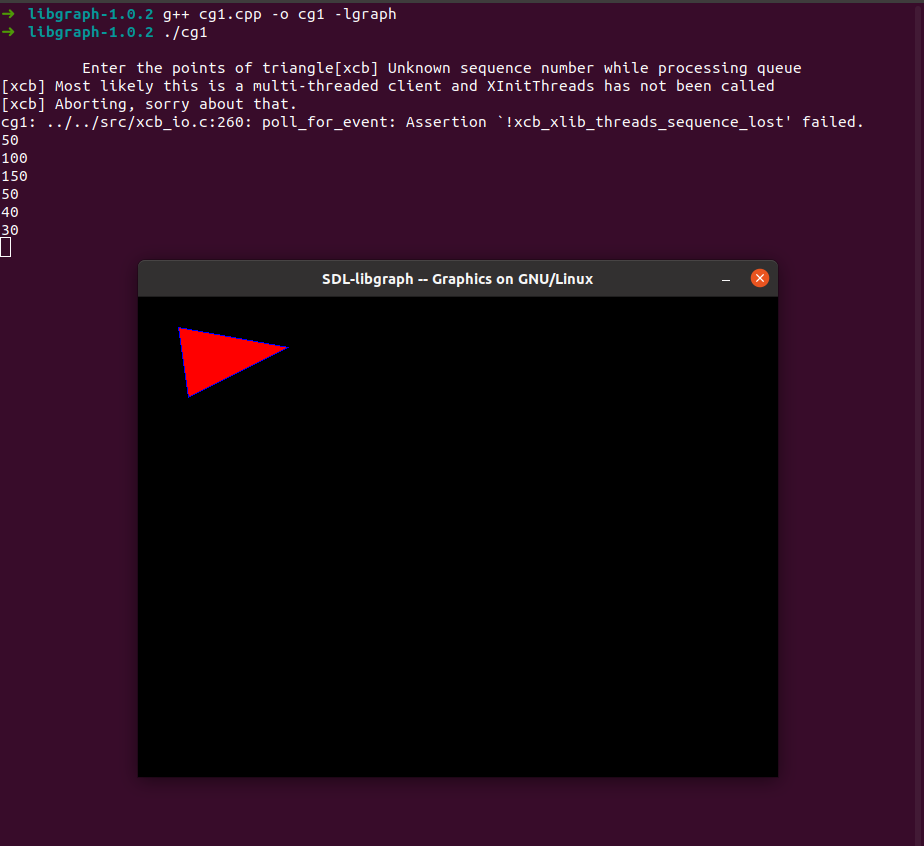 ➜ libgraph-1.0.2 g++ cg1.cpp -o cg1 -lgraph
➜ libgraph-1.0.2 ./cg1
Enter the points of triangle[xcb] Unknown sequence number while processing queue
[xcb] Most likely this is a multi-threaded client and XInitThreads has not been called
[xcb] Aborting, sorry about that.
cg1: ../../src/xcb_io.c:260: poll_for_event: Assertion `!xcb_xlib_threads_sequence_lost' failed.
50
100
150
50
40
30
SDL-libgraph -- Graphics on GNU/Linux